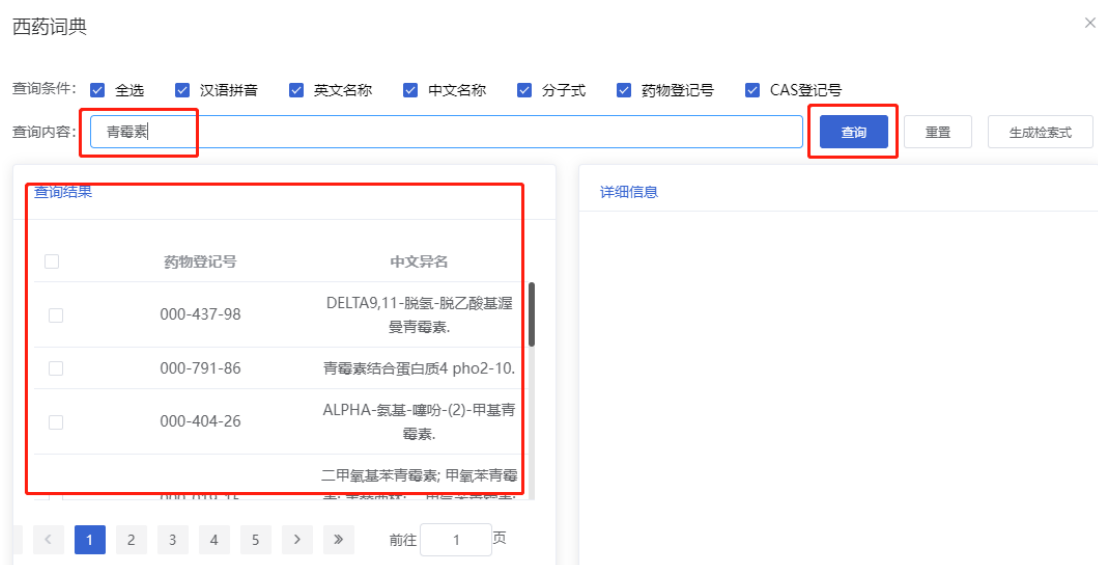 西药词典
查询条件： 全选 汉语拼音 英文名称 中文名称 分子式 药物登记号 CAS登记号
查询内容： 青霉素 查询 重置 生成检索式
查询结果
药物登记号 中文异名
000-437-98 DELTA9,11-脱氢-脱乙酸基渥
曼青霉素.
000-791-86 青霉素结合蛋白质4 pho2-10.
000-404-26 ALPHA-氨基-噻吩-(2)-甲基青
霉素.
二甲氧基苯青霉素; 甲氧苯青霉
1 2 3 4 5 前往 1 页
详细信息